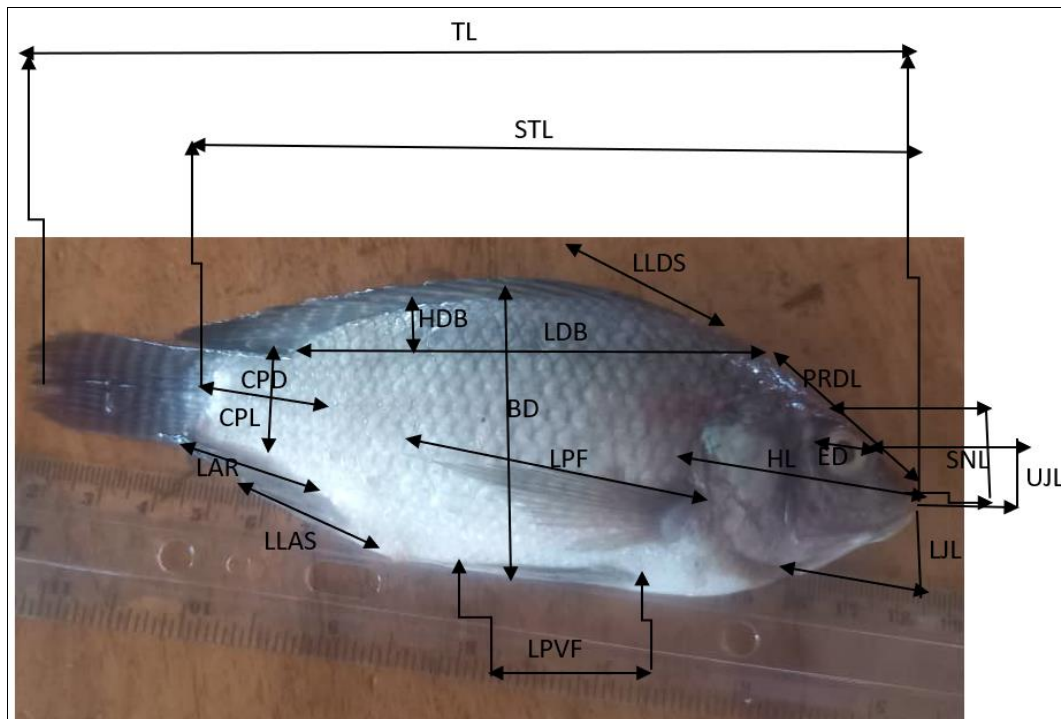 TL
STL
LLDS
HDB
LDB
PRDL
CPD
CPL
BD
LPF
HL
ED
SNL
UJL
LAR
LLAS
LJL
LPVF